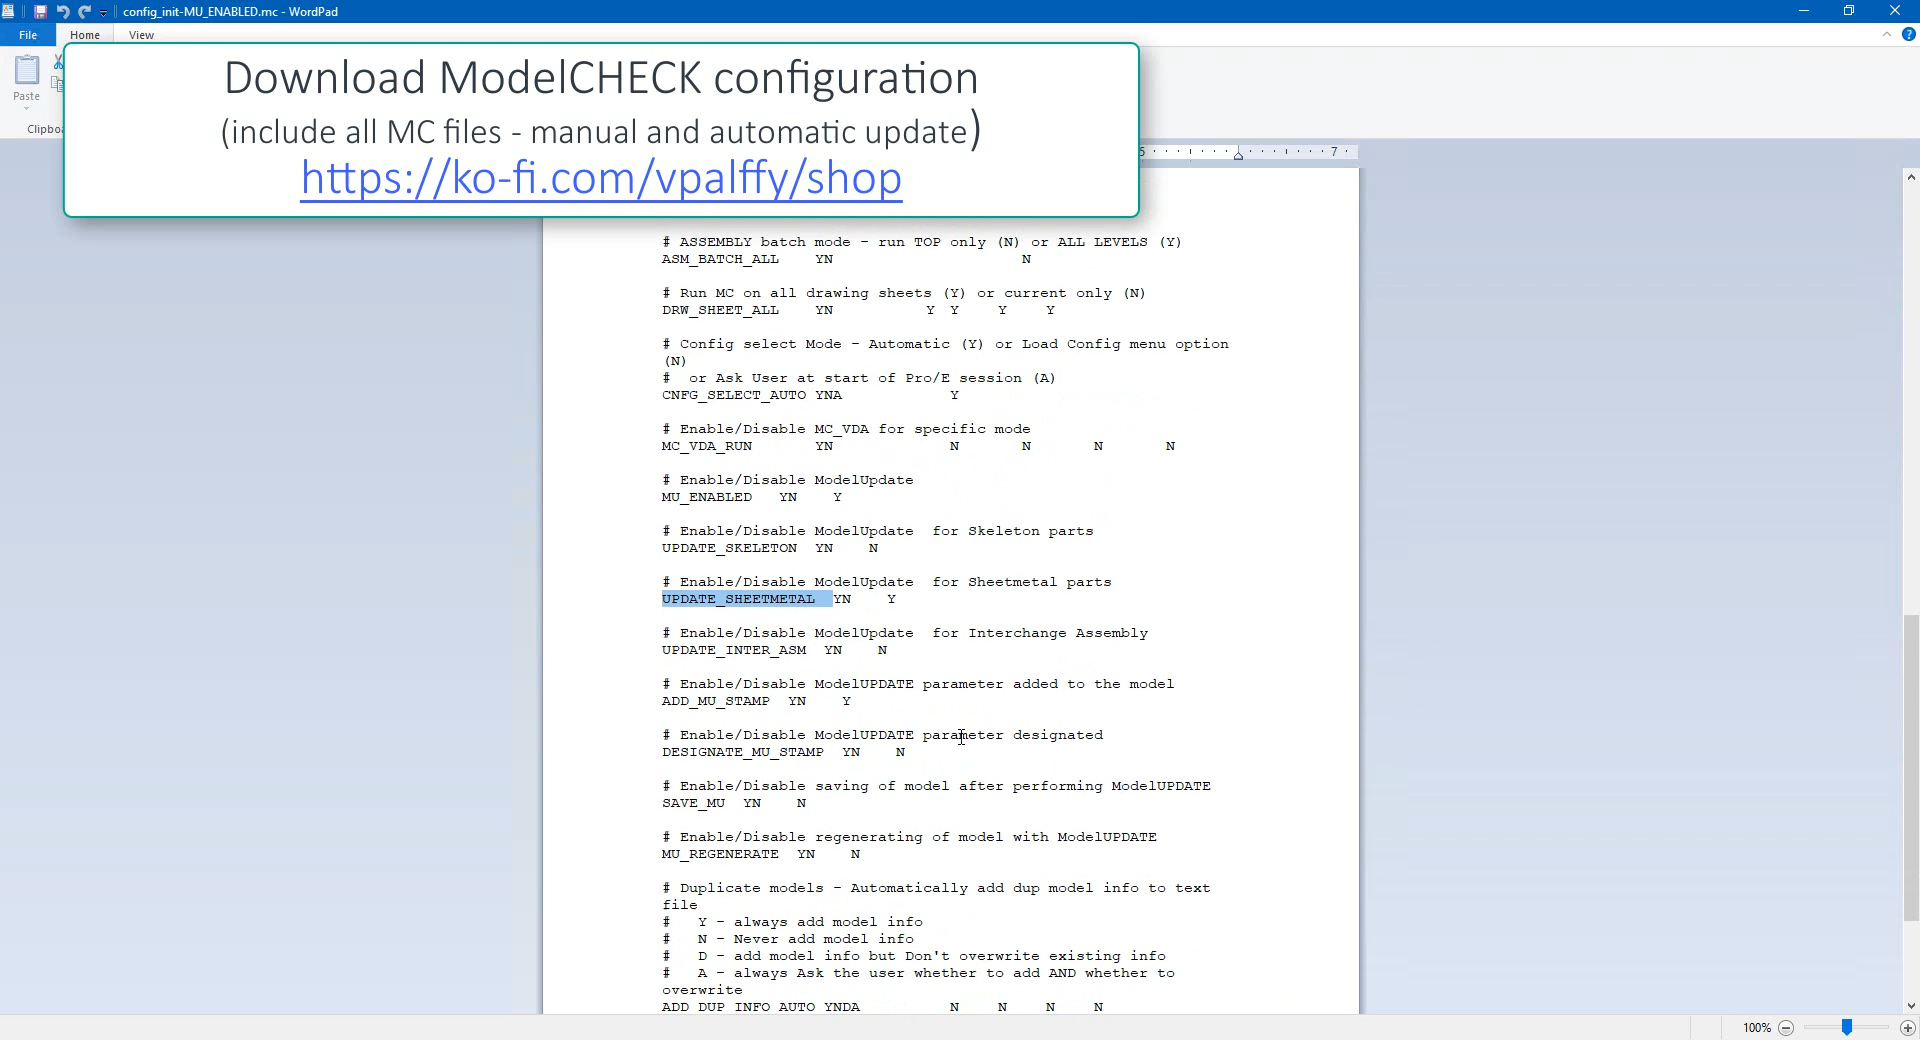 config_init-MU_ENABLED.mc - WordPad
File Home View
Paste
Download ModelCHECK configuration
(include all MC files - manual and automatic update)
https://ko-fi.com/vpalffy/shop
5 7
# ASSEMBLY batch mode - run TOP only (N) or ALL LEVELS (Y)
ASM_BATCH_ALL YN N
# Run MC on all drawing sheets (Y) or current only (N)
DRW_SHEET_ALL YN Y Y Y Y
# Config select Mode - Automatic (Y) or Load Config menu option
(N)
# or Ask User at start of Pro/E session (A)
CNFG_SELECT_AUTO YNA Y
# Enable/Disable MC_VDA for specific mode
MC_VDA_RUN YN N N N N
# Enable/Disable ModelUpdate
MU_ENABLED YN Y
# Enable/Disable ModelUpdate for Skeleton parts
UPDATE_SKELETON YN N
# Enable/Disable ModelUpdate for Sheetmetal parts
UPDATE_SHEETMETAL YN Y
# Enable/Disable ModelUpdate for Interchange Assembly
UPDATE_INTER_ASM YN N
# Enable/Disable ModelUPDATE parameter added to the model
ADD_MU_STAMP YN Y
# Enable/Disable ModelUPDATE parameter designated
DESIGNATE_MU_STAMP YN N
# Enable/Disable saving of model after performing ModelUPDATE
SAVE_MU YN N
# Enable/Disable regenerating of model with ModelUPDATE
MU_REGENERATE YN N
# Duplicate models - Automatically add dup model info to text
file
# Y - always add model info
# N - Never add model info
# D - add model info but Don't overwrite existing info
# A - always Ask the user whether to add AND whether to
overwrite
ADD_DUP_INFO_AUTO YNDA N N N N
100%